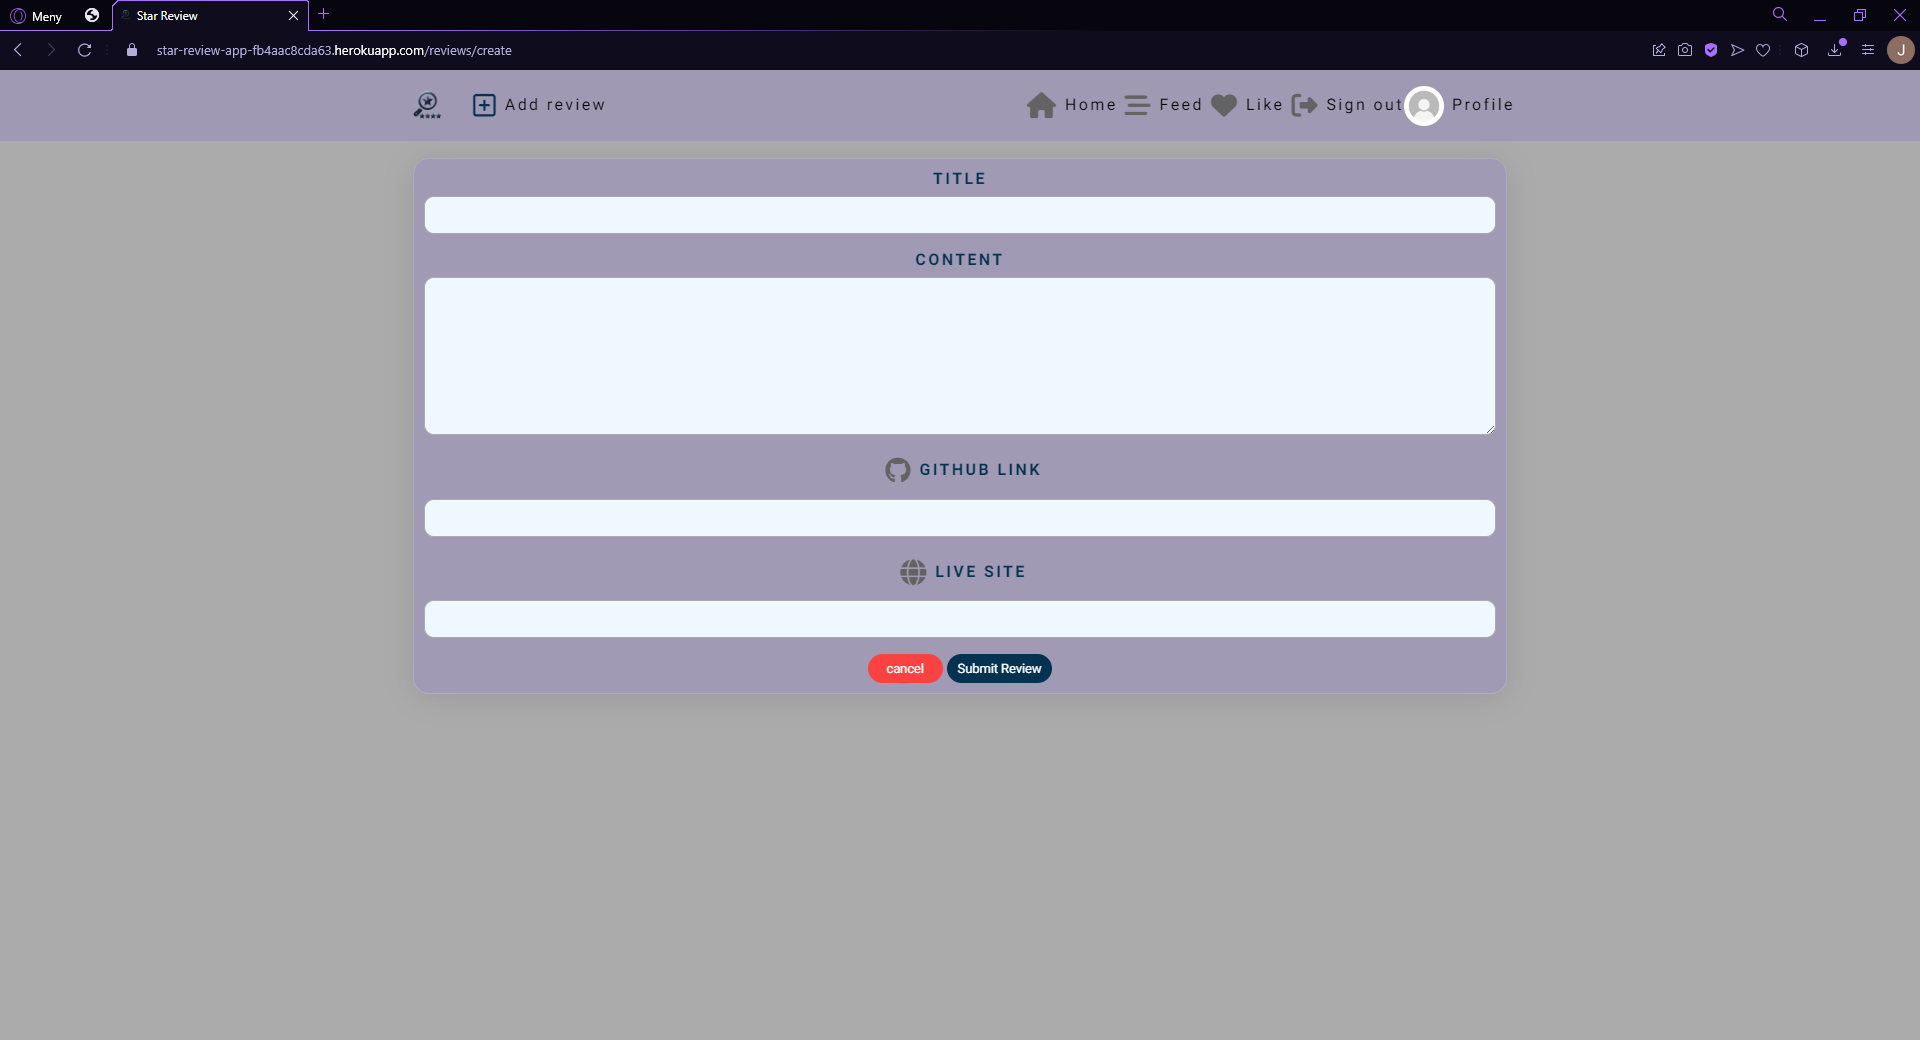 Meny
Star Review
star-review-app-fb4aac8cda63.herokuapp.com/reviews/create
J
Add review
Home
Feed
Like
Sign out
Profile
TITLE
CONTENT
GITHUB LINK
LIVE SITE
cancel
Submit Review